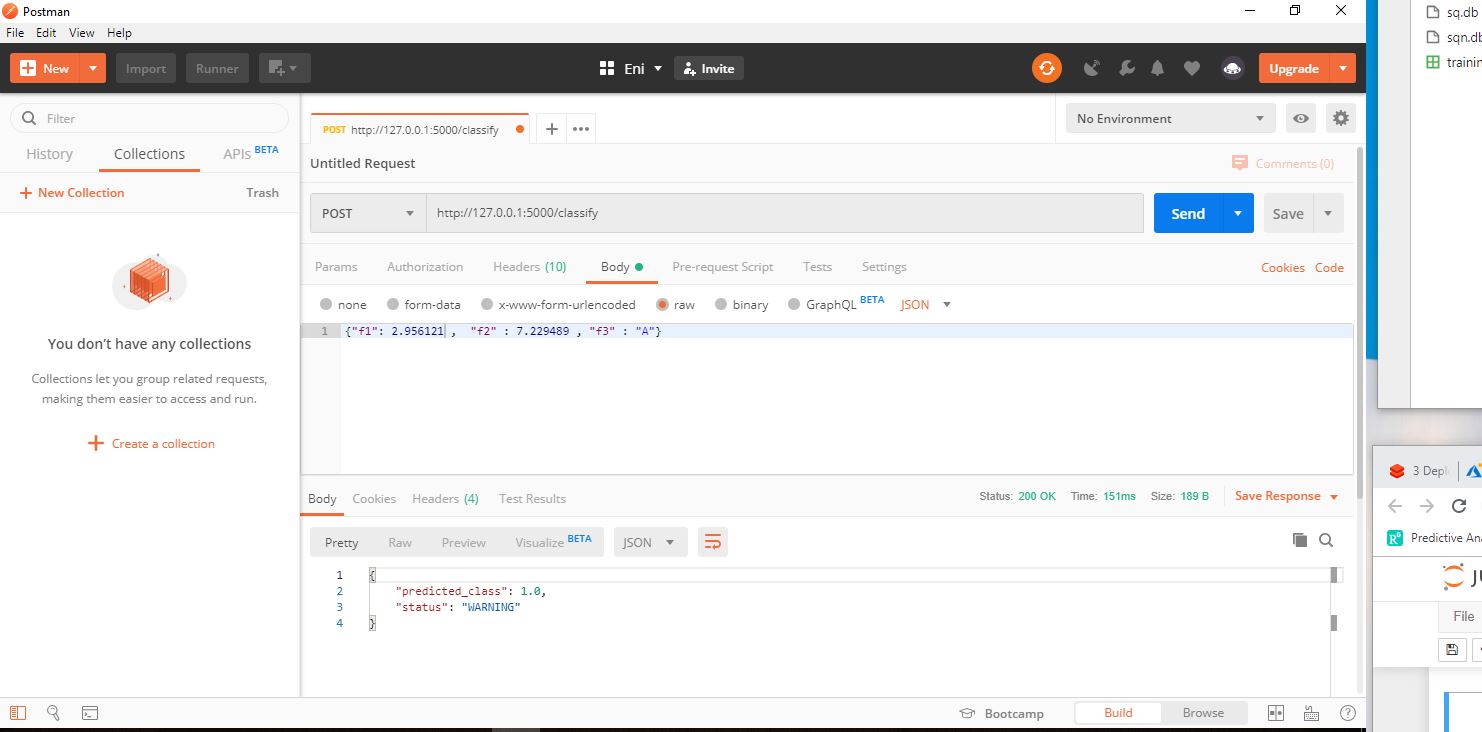 Postman
File Edit View Help
New Import Runner Eni Invite Upgrade
Filter
History Collections APIs BETA
New Collection Trash
You don't have any collections
Collections let you group related requests,
making them easier to access and run.
Create a collection
POST http://127.0.0.1:5000/classify
No Environment
Untitled Request
Comments (0)
POST http://127.0.0.1:5000/classify
Send Save
Params Authorization Headers (10) Body Pre-request Script Tests Settings Cookies Code
none form-data x-www-form-urlencoded raw binary GraphQL BETA JSON
1 {"f1": 2.956121 , "f2" : 7.229489 , "f3" : "A"}
Body Cookies Headers (4) Test Results Status: 200 OK Time: 151ms Size: 189 B Save Response
Pretty Raw Preview Visualize BETA JSON
1 {
2 "predicted_class": 1.0,
3 "status": "WARNING"
4 }
Bootcamp Build Browse
sq.db
sqn.db
3
Predictive
File